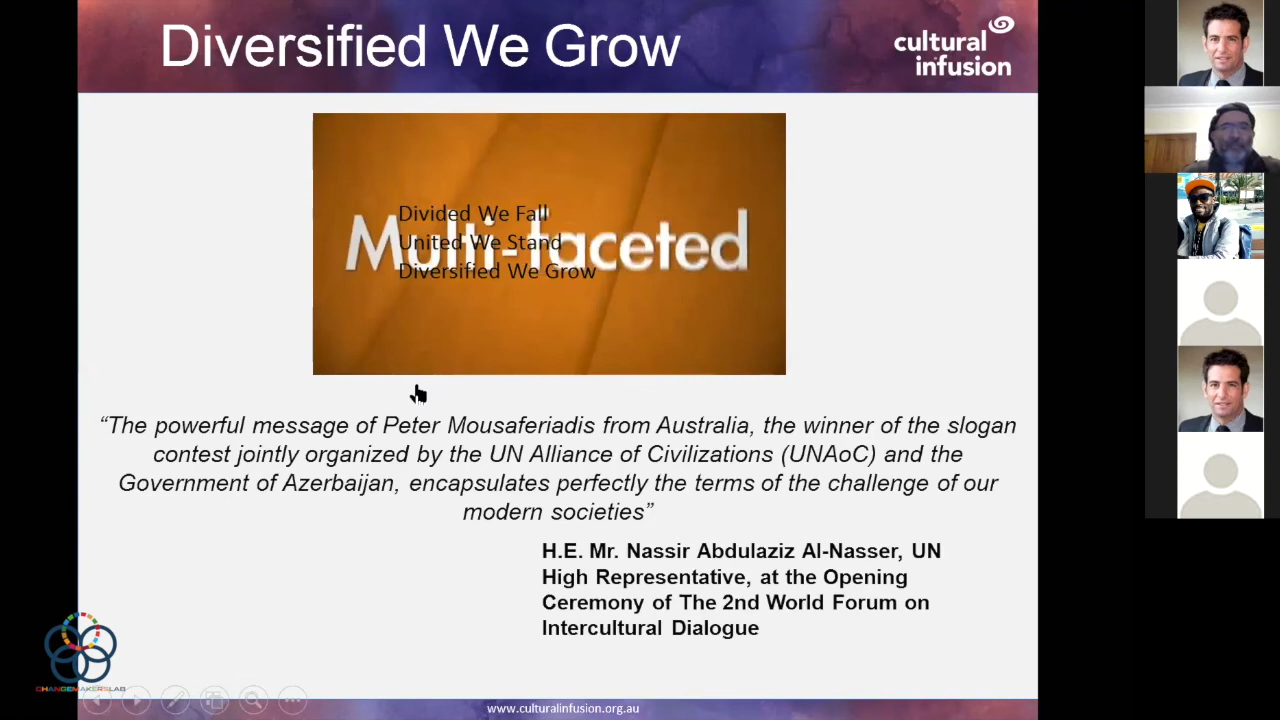 Diversified We Grow
cultural
infusion
Multi-faceted
Divided We Fall
United We Stand
Diversified We Grow
“The powerful message of Peter Mousaferiadis from Australia, the winner of the slogan
contest jointly organized by the UN Alliance of Civilizations (UNAoC) and the
Government of Azerbaijan, encapsulates perfectly the terms of the challenge of our
modern societies”
H.E. Mr. Nassir Abdulaziz Al-Nasser, UN
High Representative, at the Opening
Ceremony of The 2nd World Forum on
Intercultural Dialogue
CHANGEMAKERSLAB
www.culturalinfusion.org.au